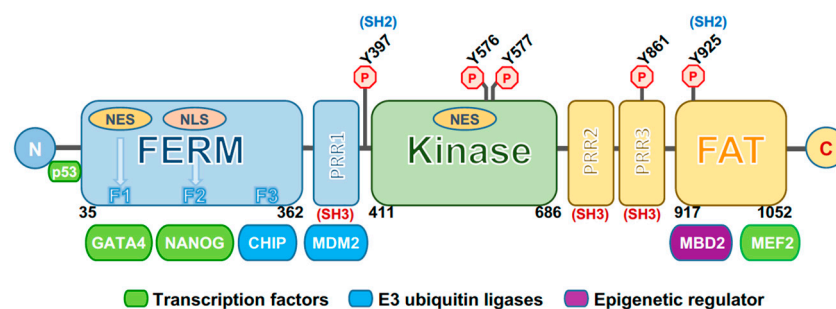 (SH2)
(SH2)
Y397
Y576
Y577
Y861
Y925
P
P
P
P
P
NES
NLS
NES
N
FERM
PRR1
Kinase
PRR2
PRR3
FAT
C
p53
F1
F2
F3
35
362
(SH3)
411
686
(SH3)
(SH3)
917
1052
GATA4
NANOG
CHIP
MDM2
MBD2
MEF2
Transcription factors
E3 ubiquitin ligases
Epigenetic regulator